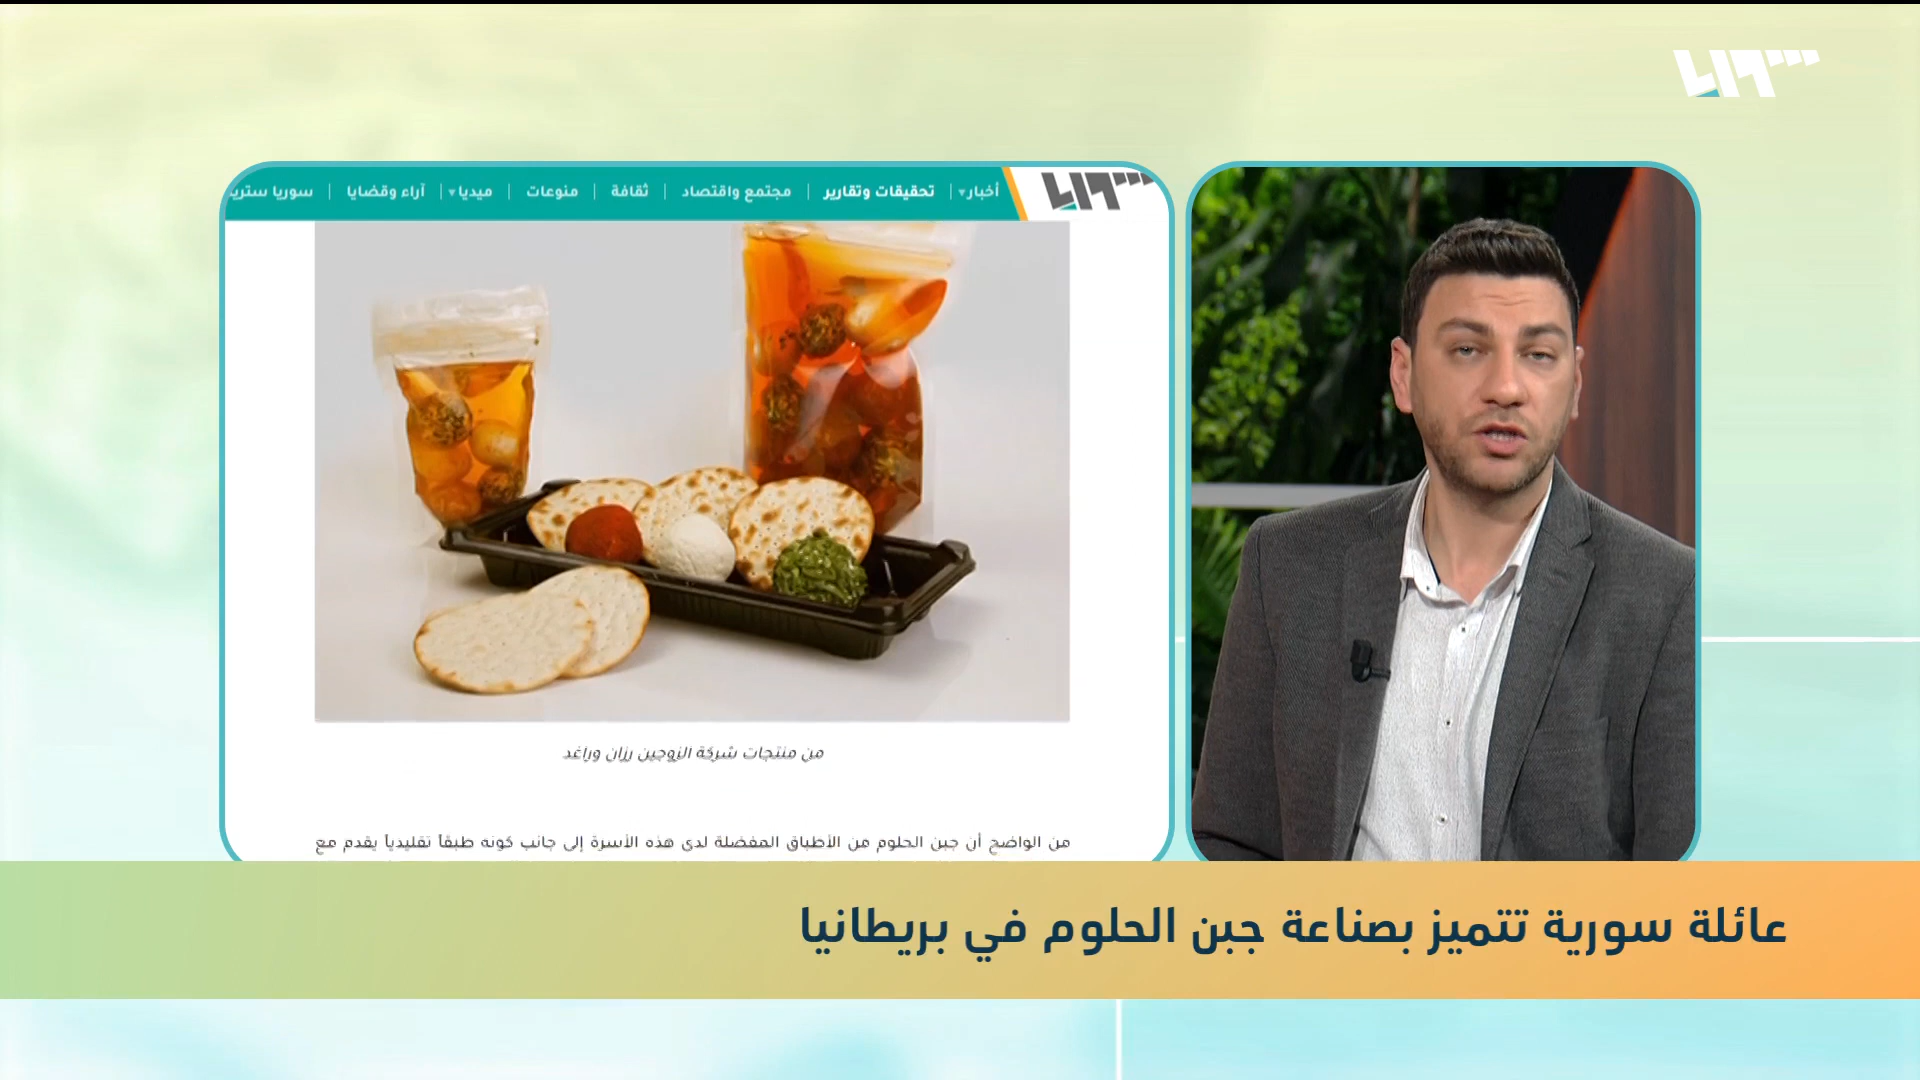 سوريا
سوريا
أخبار | تحقيقات وتقارير | مجتمع واقتصاد | ثقافة | منوعات | ميديا | آراء وقضايا | سوريا
من منتجات شركة الزوجين رزان وراغد
من الواضح أن جبن الحلوم من الأطباق المفضلة لدى هذه الأسرة إلى جانب كونه طبقاً تقليدياً يقدم مع
عائلة سورية تتميز بصناعة جبن الحلوم في بريطانيا